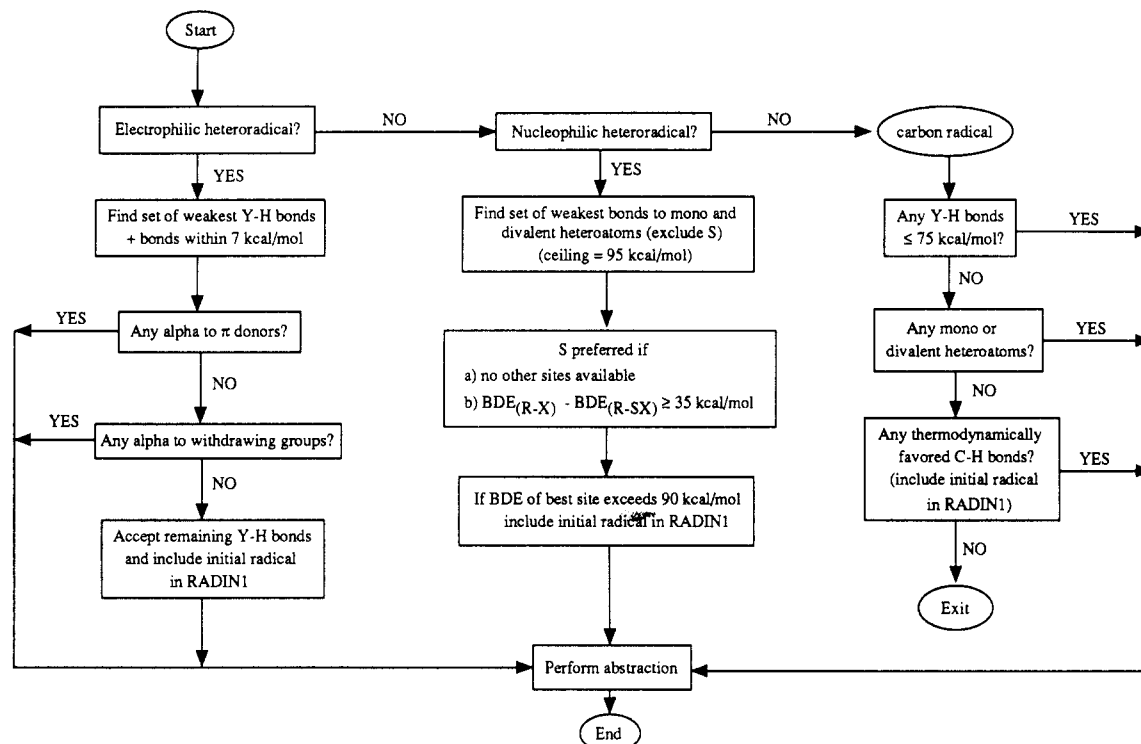 Start
Electrophilic heteroradical?
NO
Nucleophilic heteroradical?
NO
carbon radical
YES
Find set of weakest Y-H bonds
+ bonds within 7 kcal/mol
YES
Any alpha to π donors?
NO
YES
Any alpha to withdrawing groups?
NO
Accept remaining Y-H bonds
and include initial radical
in RADIN1
YES
Find set of weakest bonds to mono and
divalent heteroatoms (exclude S)
(ceiling = 95 kcal/mol)
S preferred if
a) no other sites available
b) BDE(R-X) - BDE(R-SX) ≥ 35 kcal/mol
If BDE of best site exceeds 90 kcal/mol
include initial radical in RADIN1
Any Y-H bonds
≤ 75 kcal/mol?
YES
NO
Any mono or
divalent heteroatoms?
YES
NO
Any thermodynamically
favored C-H bonds?
(include initial radical
in RADIN1)
YES
NO
Exit
Perform abstraction
End